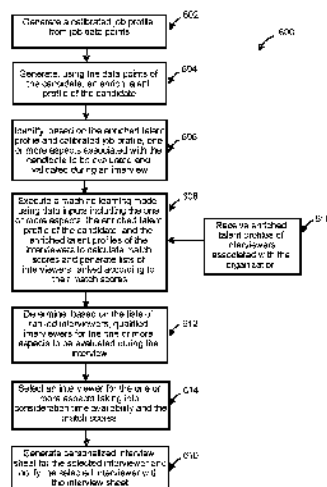 Generate a calibrated job profile
from job data points
602
600
Generate, using the data points of
the candidate, an enriched talent
profile of the candidate
604
Identify, based on the enriched talent
profile and calibrated job profile, one
or more aspects associated with the
candidate to be evaluated and
validated during an interview
606
Execute a machine learning model
using data inputs including the one
or more aspects, the enriched talent
profile of the candidate, and the
enriched talent profiles of the
interviewers to calculate match
scores and generate lists of
interviewers ranked according to
the match scores
608
Receive enriched
talent profiles of
interviewers
associated with the
organization
Determine, based on the lists of
ranked interviewers, qualified
interviewers for the one or more
aspects to be evaluated during the
interview
612
Select an interviewer for the one or
more aspects taking into
consideration time availability and the
match scores
614
Generate personalized interview
sheet for the selected interviewer and
notify the selected interviewer with
the interview sheet